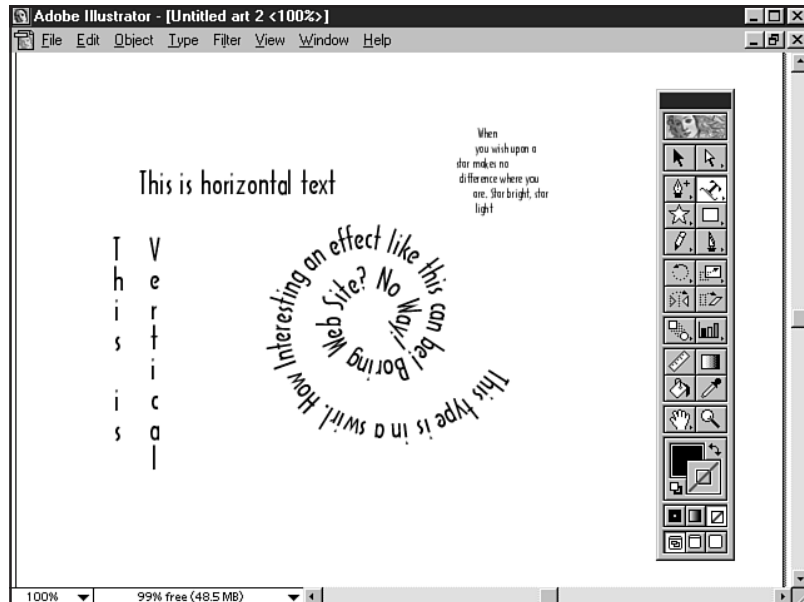 Adobe Illustrator - [Untitled art 2 <100%>]
File Edit Object Type Filter View Window Help
When
you wish upon a
star makes no
difference where you
are. Star bright, star
light
This is horizontal text
This is
Vertical
This type is in a swirl. How Interesting an effect like this can be! Boring Web Site? No Way!
100% 99% free (48.5 MB)